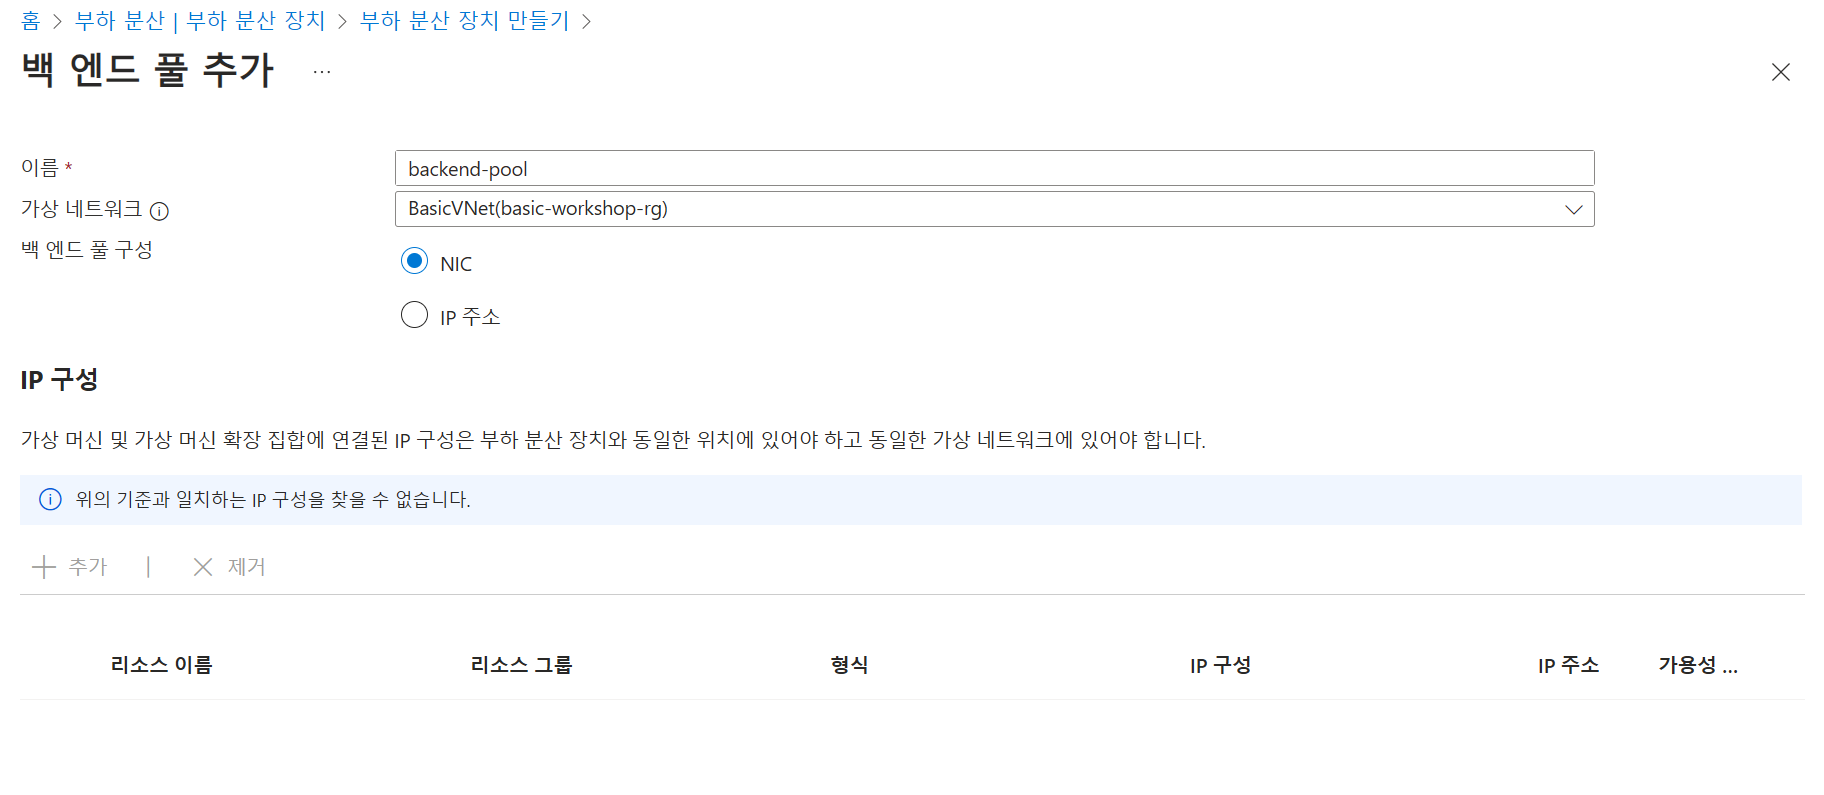 홈 > 부하 분산 | 부하 분산 장치 > 부하 분산 장치 만들기 >
백 엔드 풀 추가 ...
이름 *
backend-pool
가상 네트워크
BasicVNet(basic-workshop-rg)
백 엔드 풀 구성
NIC
IP 주소
IP 구성
가상 머신 및 가상 머신 확장 집합에 연결된 IP 구성은 부하 분산 장치와 동일한 위치에 있어야 하고 동일한 가상 네트워크에 있어야 합니다.
위의 기준과 일치하는 IP 구성을 찾을 수 없습니다.
추가 | 제거
리소스 이름 리소스 그룹 형식 IP 구성 IP 주소 가용성 ...